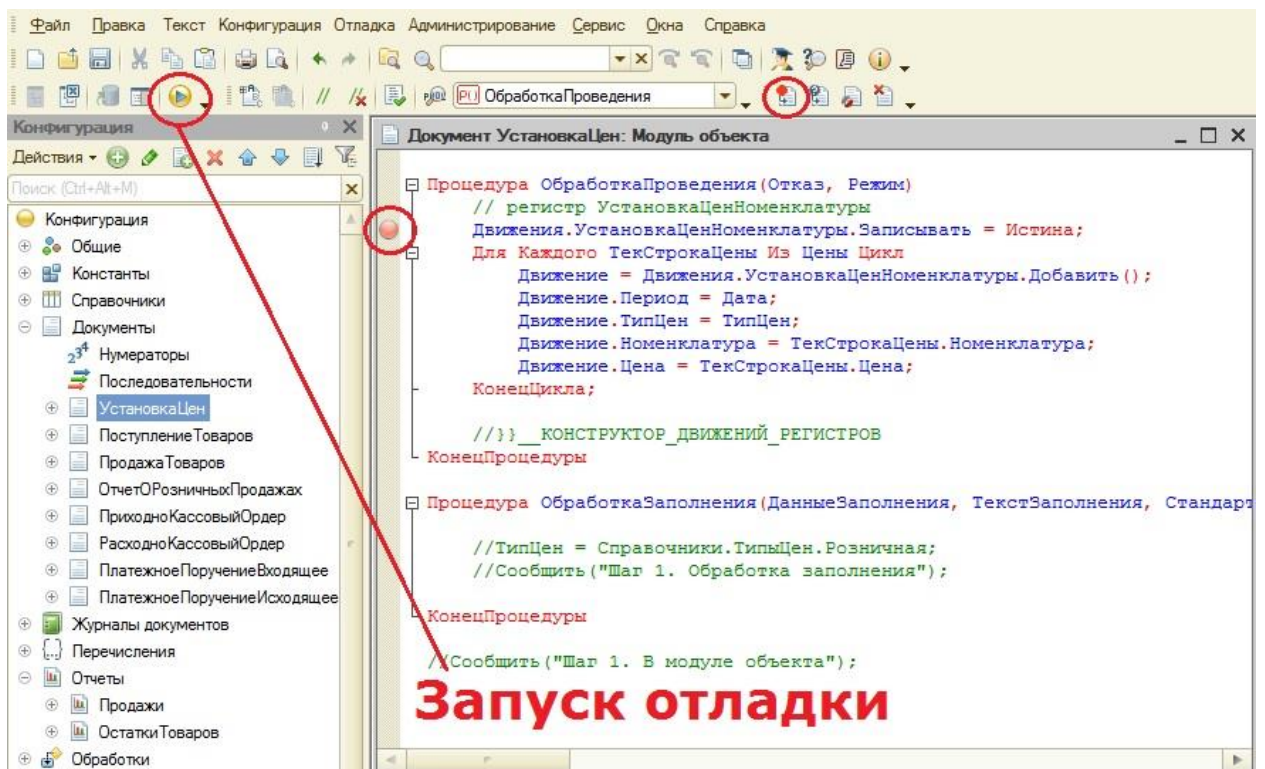 Файл Правка Текст Конфигурация Отладка Администрирование Сервис Окна Справка
ОбработкаПроведения
Конфигурация
Действия
Поиск (Ctrl+Alt+M)
Конфигурация
Общие
Константы
Справочники
Документы
Нумераторы
Последовательности
УстановкаЦен
ПоступлениеТоваров
ПродажаТоваров
ОтчетОРозничныхПродажах
ПриходноКассовыйОрдер
РасходноКассовыйОрдер
ПлатежноеПоручениеВходящее
ПлатежноеПоручениеИсходящее
Журналы документов
Перечисления
Отчеты
Продажи
ОстаткиТоваров
Обработки
Документ УстановкаЦен: Модуль объекта
Процедура ОбработкаПроведения(Отказ, Режим)
// регистр УстановкаЦенНоменклатуры
Движения.УстановкаЦенНоменклатуры.Записывать = Истина;
Для Каждого ТекСтрокаЦены Из Цены Цикл
Движение = Движения.УстановкаЦенНоменклатуры.Добавить();
Движение.Период = Дата;
Движение.ТипЦен = ТипЦен;
Движение.Номенклатура = ТекСтрокаЦены.Номенклатура;
Движение.Цена = ТекСтрокаЦены.Цена;
КонецЦикла;
//}}__КОНСТРУКТОР_ДВИЖЕНИЙ_РЕГИСТРОВ
КонецПроцедуры
Процедура ОбработкаЗаполнения(ДанныеЗаполнения, ТекстЗаполнения, Стандарт
//ТипЦен = Справочники.ТипыЦен.Розничная;
//Сообщить("Шаг 1. Обработка заполнения");
КонецПроцедуры
//Сообщить("Шаг 1. В модуле объекта");
Запуск отладки